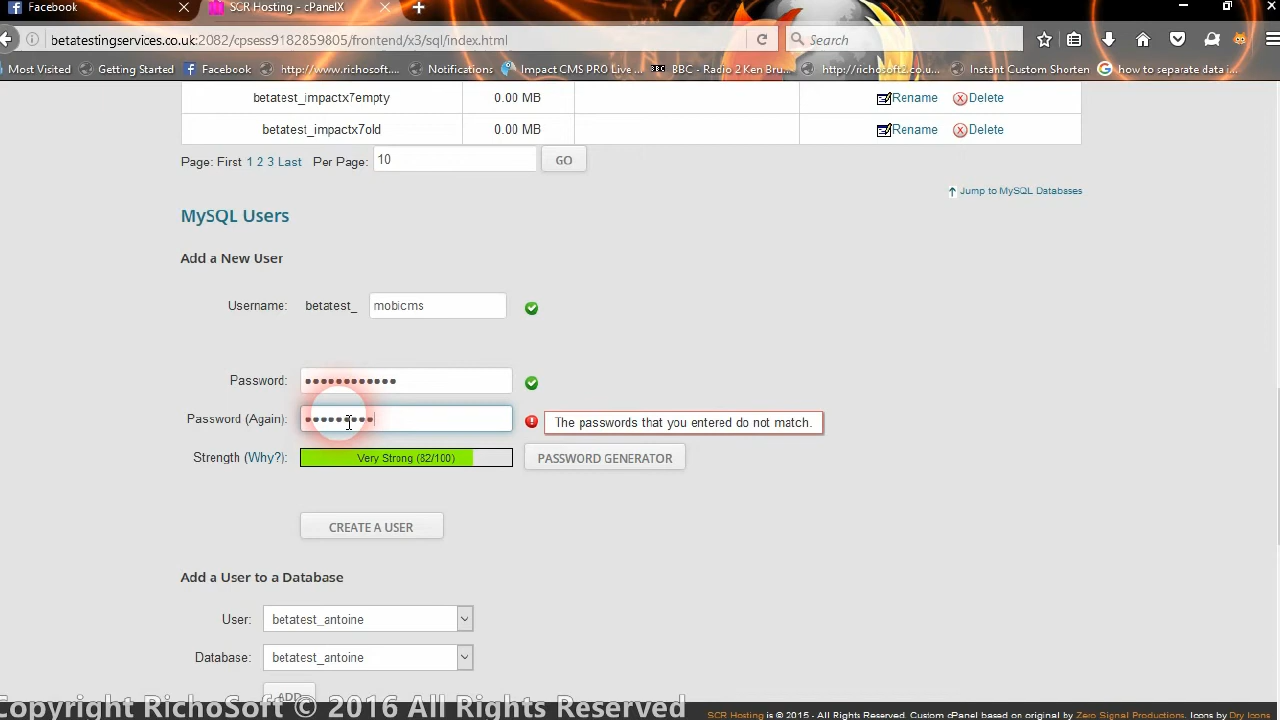 Facebook
SCR Hosting - cPanelX
betatestingservices.co.uk:2082/cpsess9182859805/frontend/x3/sql/index.html
Search
Most Visited
Getting Started
Facebook
http://www.richosoft....
Notifications
Impact CMS PRO Live ...
BBC BBC - Radio 2 Ken Bru...
http://richosoft2.co.u...
Instant Custom Shorten
how to separate data i...
betatest_impactx7empty 0.00 MB Rename Delete
betatest_impactx7old 0.00 MB Rename Delete
Page: First 1 2 3 Last Per Page: 10 GO
Jump to MySQL Databases
MySQL Users
Add a New User
Username: betatest_ mobicms
Password: ●●●●●●●●●●●●
Password (Again): ●●●●●●●●● The passwords that you entered do not match.
Strength (Why?): Very Strong (82/100) PASSWORD GENERATOR
CREATE A USER
Add a User to a Database
User: betatest_antoine
Database: betatest_antoine
ADD
Copyright RichoSoft © 2016 All Rights Reserved
SCR Hosting is © 2015 - All Rights Reserved. Custom cPanel based on original by Zero Signal Productions. Icons by Dry Icons